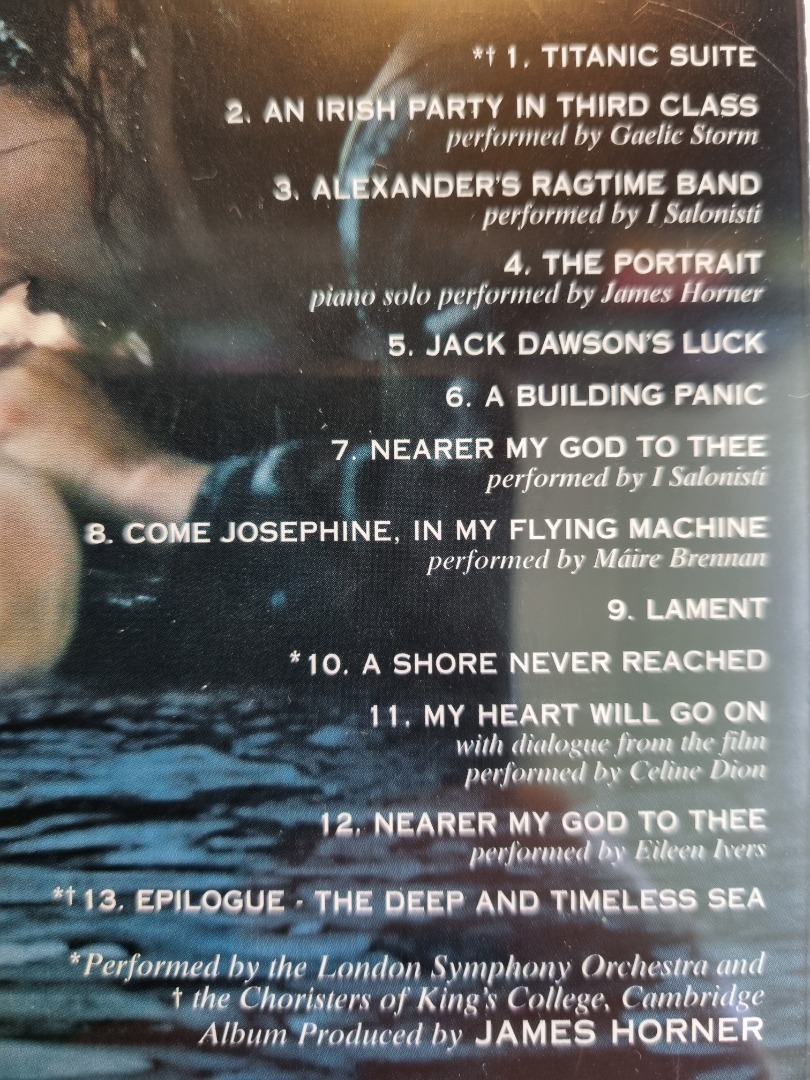 *† 1. TITANIC SUITE
2. AN IRISH PARTY IN THIRD CLASS
performed by Gaelic Storm
3. ALEXANDER'S RAGTIME BAND
performed by I Salonisti
4. THE PORTRAIT
piano solo performed by James Horner
5. JACK DAWSON'S LUCK
6. A BUILDING PANIC
7. NEARER MY GOD TO THEE
performed by I Salonisti
8. COME JOSEPHINE, IN MY FLYING MACHINE
performed by Máire Brennan
9. LAMENT
*10. A SHORE NEVER REACHED
11. MY HEART WILL GO ON
with dialogue from the film
performed by Celine Dion
12. NEARER MY GOD TO THEE
performed by Eileen Ivers
*† 13. EPILOGUE - THE DEEP AND TIMELESS SEA
*Performed by the London Symphony Orchestra and
† the Choristers of King's College, Cambridge
Album Produced by JAMES HORNER